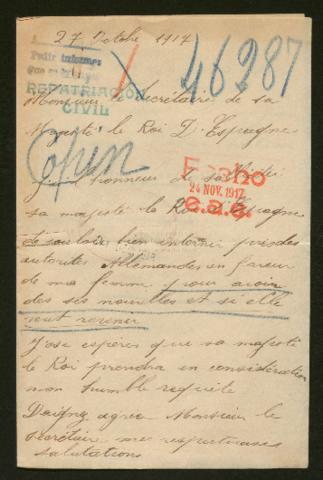 27 Octobre 1917
Pedir informes
46287
REPATRIACIÓN
CIVIL
Monsieur le Secrétaire de sa
Majesté le Roi D'Espagne
J'ai l'honneur de
24 NOV. 1917
sa majesté le Roi d'Espagne
de vouloir bien intervenir près des
autorités Allemandes en faveur
de ma femme pour avoir
des ses nouvelles et si elle
veut revenir
J'ose espérer que sa majesté
le Roi prendra en considération
mon humble requête
Daignez agréer Monsieur le
Secrétaire mes respectueuses
salutations